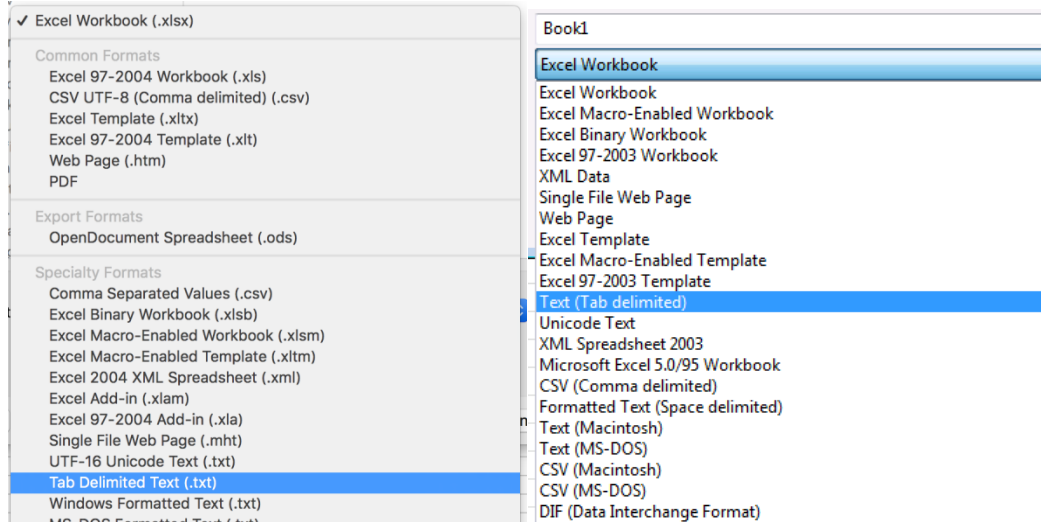 ✓ Excel Workbook (.xlsx)
Common Formats
Excel 97-2004 Workbook (.xls)
CSV UTF-8 (Comma delimited) (.csv)
Excel Template (.xltx)
Excel 97-2004 Template (.xlt)
Web Page (.htm)
PDF
Export Formats
OpenDocument Spreadsheet (.ods)
Specialty Formats
Comma Separated Values (.csv)
Excel Binary Workbook (.xlsb)
Excel Macro-Enabled Workbook (.xlsm)
Excel Macro-Enabled Template (.xltm)
Excel 2004 XML Spreadsheet (.xml)
Excel Add-in (.xlam)
Excel 97-2004 Add-in (.xla)
Single File Web Page (.mht)
UTF-16 Unicode Text (.txt)
Tab Delimited Text (.txt)
Windows Formatted Text (.txt)
MS-DOS Formatted Text (.txt)
Book1
Excel Workbook
Excel Workbook
Excel Macro-Enabled Workbook
Excel Binary Workbook
Excel 97-2003 Workbook
XML Data
Single File Web Page
Web Page
Excel Template
Excel Macro-Enabled Template
Excel 97-2003 Template
Text (Tab delimited)
Unicode Text
XML Spreadsheet 2003
Microsoft Excel 5.0/95 Workbook
CSV (Comma delimited)
Formatted Text (Space delimited)
Text (Macintosh)
Text (MS-DOS)
CSV (Macintosh)
CSV (MS-DOS)
DIF (Data Interchange Format)